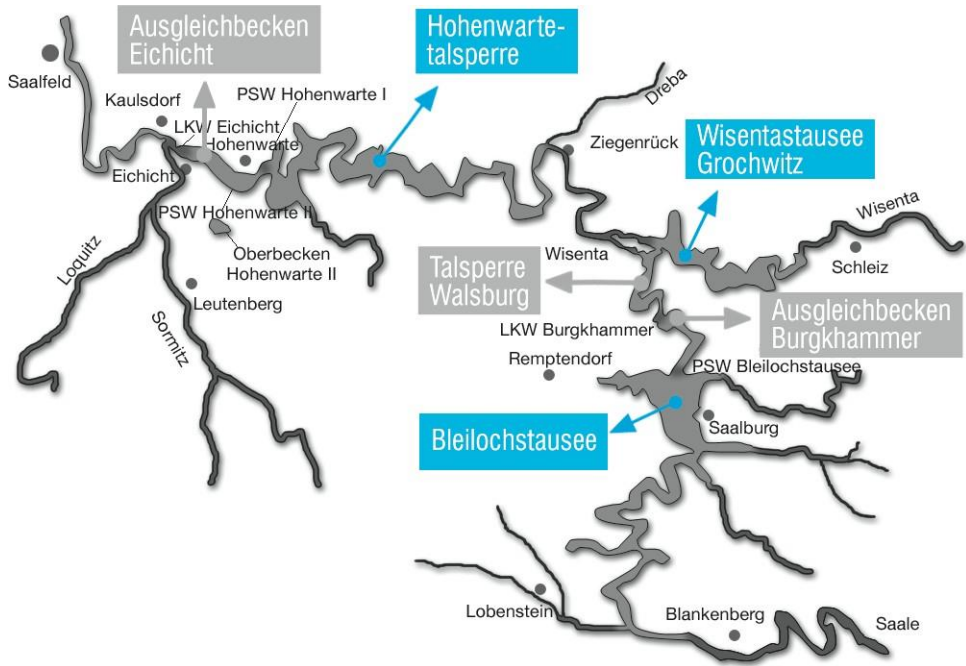 Ausgleichbecken
Eichicht
Hohenwarte-
talsperre
Saalfeld
Kaulsdorf
PSW Hohenwarte I
Dreba
LKW Eichicht
Hohenwarte
Ziegenrück
Wisentastausee
Grochwitz
Eichicht
PSW Hohenwarte II
Wisenta
Oberbecken
Hohenwarte II
Loquitz
Wisenta
Schleiz
Talsperre
Walsburg
Leutenberg
Sormitz
Ausgleichbecken
Burgkhammer
LKW Burgkhammer
Remptendorf
PSW Bleilochstausee
Bleilochstausee
Saalburg
Lobenstein
Blankenberg
Saale